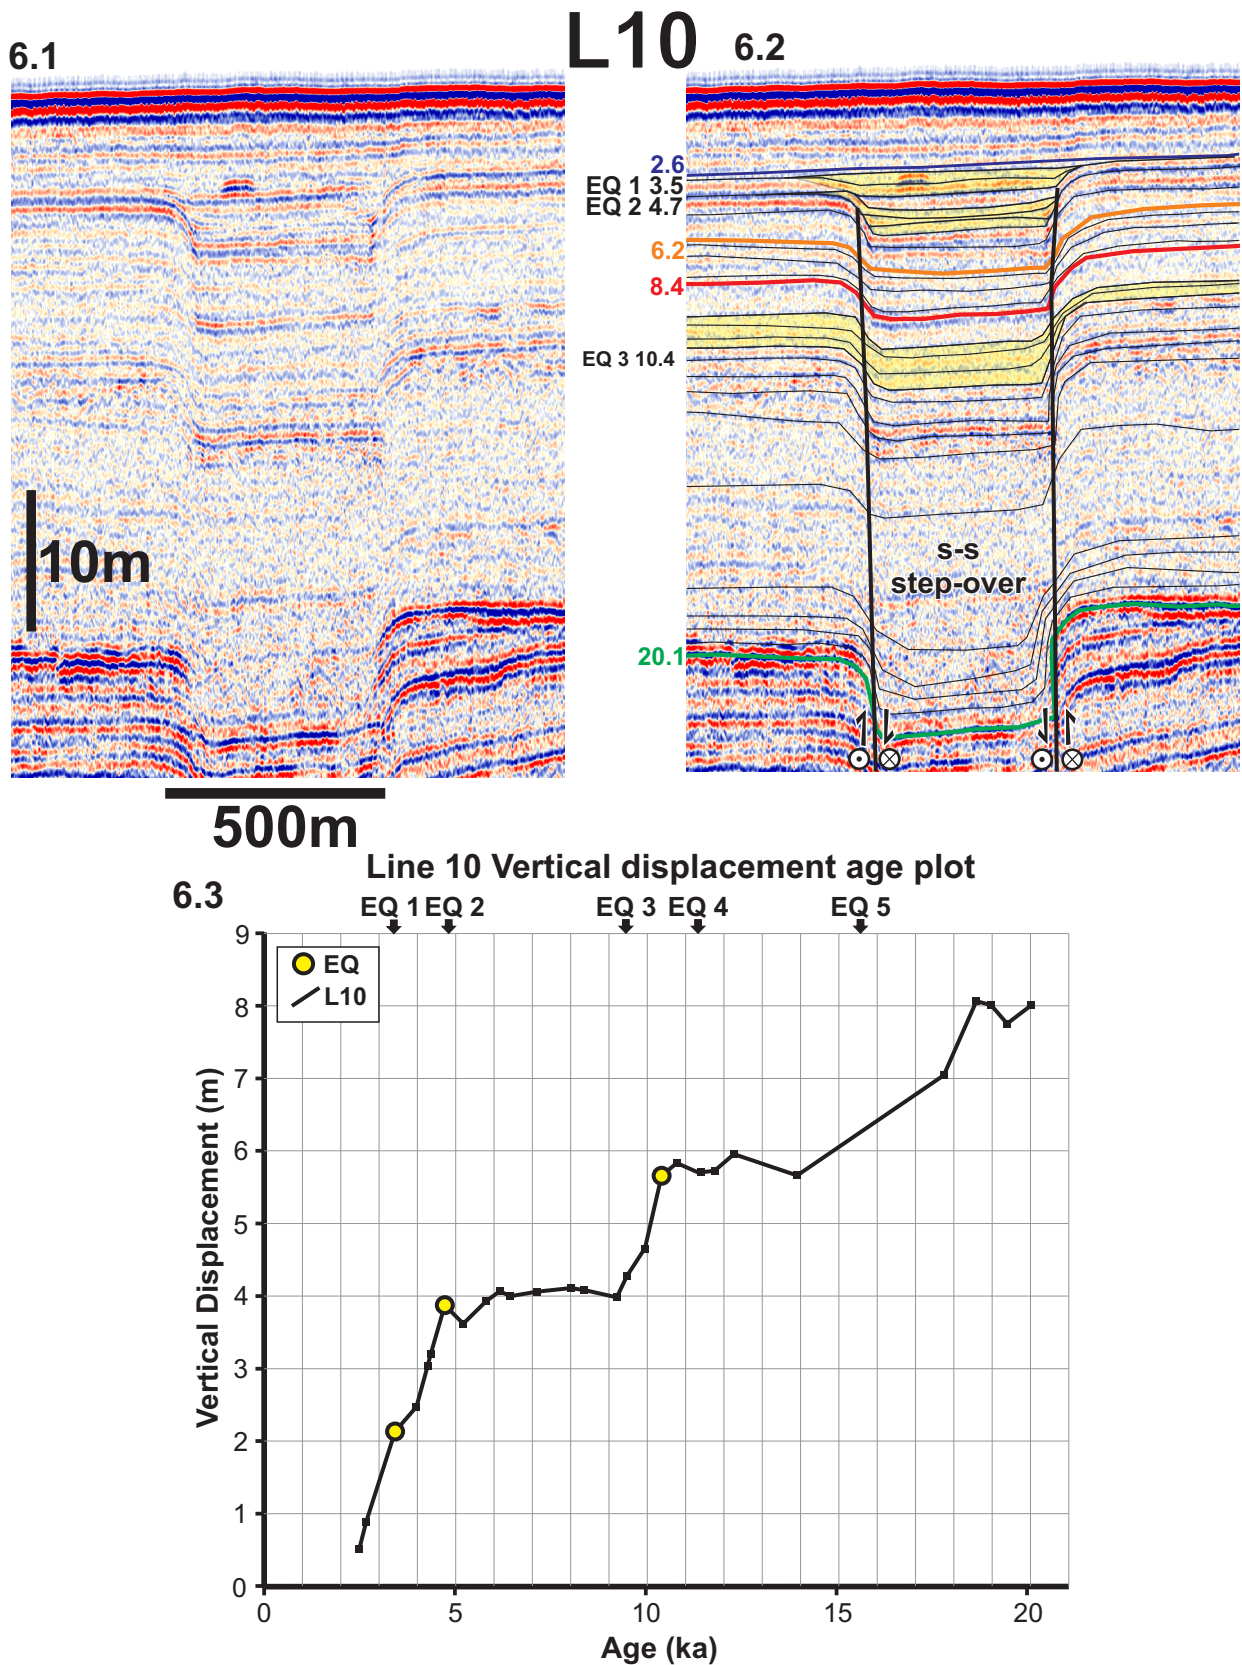 L10
6.1
6.2
2.6
EQ 1 3.5
EQ 2 4.7
6.2
8.4
EQ 3 10.4
10m
s-s
step-over
20.1
500m
Line 10 Vertical displacement age plot
6.3
EQ 1 EQ 2 EQ 3 EQ 4 EQ 5
9
EQ
L10
8
7
6
5
4
3
2
1
0
Vertical Displacement (m)
0 5 10 15 20
Age (ka)